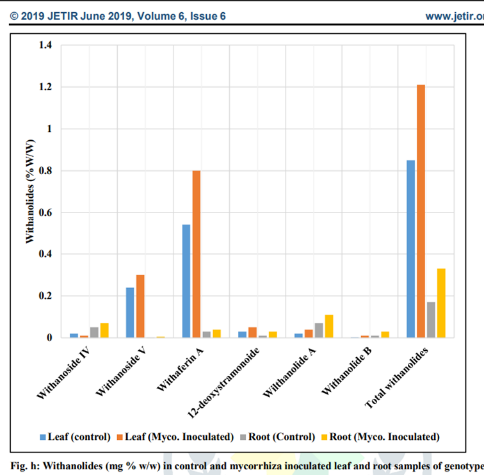 © 2019 JETIR June 2019, Volume 6, Issue 6 www.jetir.o
1.4
1.2
1
0.8
0.6
0.4
0.2
0
Withanolides (%W/W)
Withanoside IV
Withanoside V
Withaferin A
12-deoxystramonoide
Wilthanolide A
Withanolide B
Total withanolides
Leaf (control) Leaf (Myco. Inoculated) Root (Control) Root (Myco. Inoculated)
Fig. h: Withanolides (mg % w/w) in control and mycorrhiza inoculated leaf and root samples of genotype